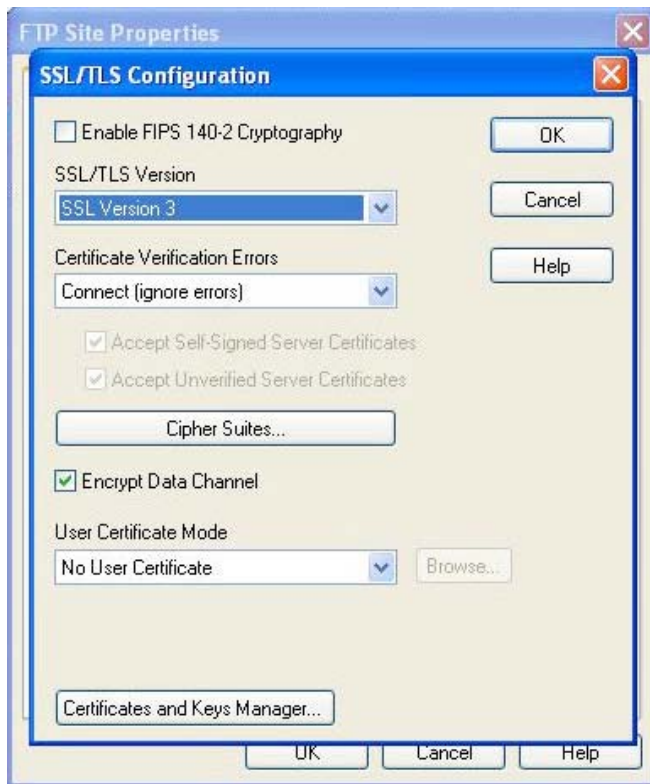 FTP Site Properties
SSL/TLS Configuration
Enable FIPS 140-2 Cryptography
OK
SSL/TLS Version
SSL Version 3
Cancel
Certificate Verification Errors
Help
Connect (ignore errors)
Accept Self-Signed Server Certificates
Accept Unverified Server Certificates
Cipher Suites...
Encrypt Data Channel
User Certificate Mode
No User Certificate
Browse...
Certificates and Keys Manager...
OK
Cancel
Help